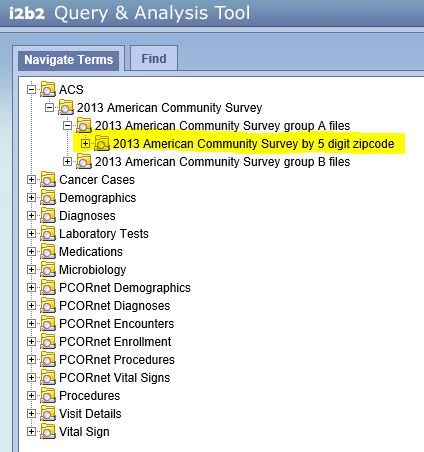 i2b2 Query & Analysis Tool
Navigate Terms Find
ACS
2013 American Community Survey
2013 American Community Survey group A files
2013 American Community Survey by 5 digit zipcode
2013 American Community Survey group B files
Cancer Cases
Demographics
Diagnoses
Laboratory Tests
Medications
Microbiology
PCORnet Demographics
PCORnet Diagnoses
PCORnet Encounters
PCORnet Enrollment
PCORnet Procedures
PCORnet Vital Signs
Procedures
Visit Details
Vital Sign